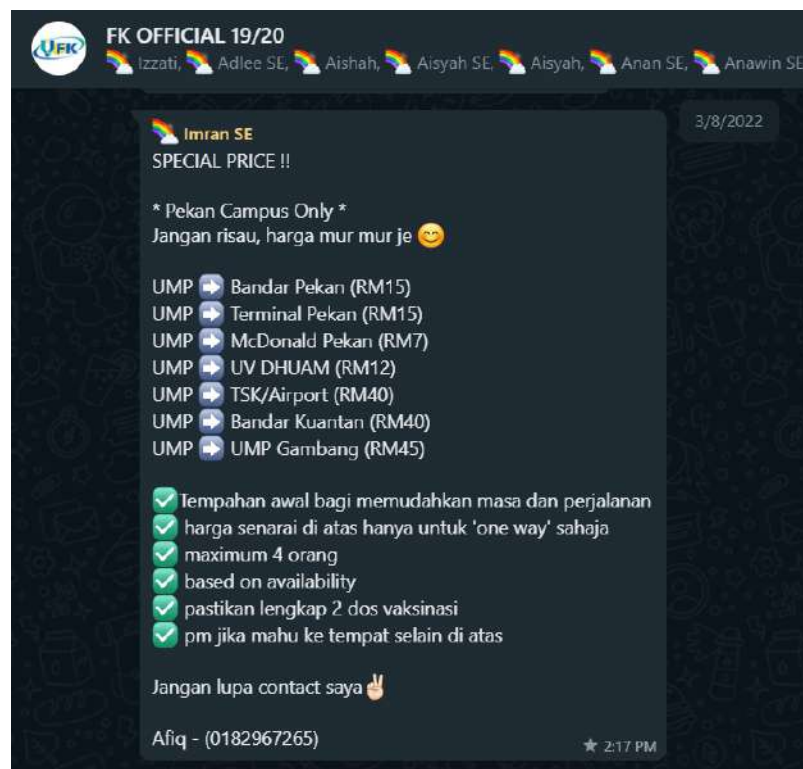 UFK
FK OFFICIAL 19/20
Izzati, Adlee SE, Aishah, Aisyah SE, Aisyah, Anan SE, Anawin SE
3/8/2022
Imran SE
SPECIAL PRICE !!
* Pekan Campus Only *
Jangan risau, harga mur mur je 😊
UMP ➡ Bandar Pekan (RM15)
UMP ➡ Terminal Pekan (RM15)
UMP ➡ McDonald Pekan (RM7)
UMP ➡ UV DHUAM (RM12)
UMP ➡ TSK/Airport (RM40)
UMP ➡ Bandar Kuantan (RM40)
UMP ➡ UMP Gambang (RM45)
✅Tempahan awal bagi memudahkan masa dan perjalanan
✅ harga senarai di atas hanya untuk 'one way' sahaja
✅ maximum 4 orang
✅ based on availability
✅ pastikan lengkap 2 dos vaksinasi
✅ pm jika mahu ke tempat selain di atas
Jangan lupa contact saya✌🏻
Afiq - (0182967265)
★ 2:17 PM